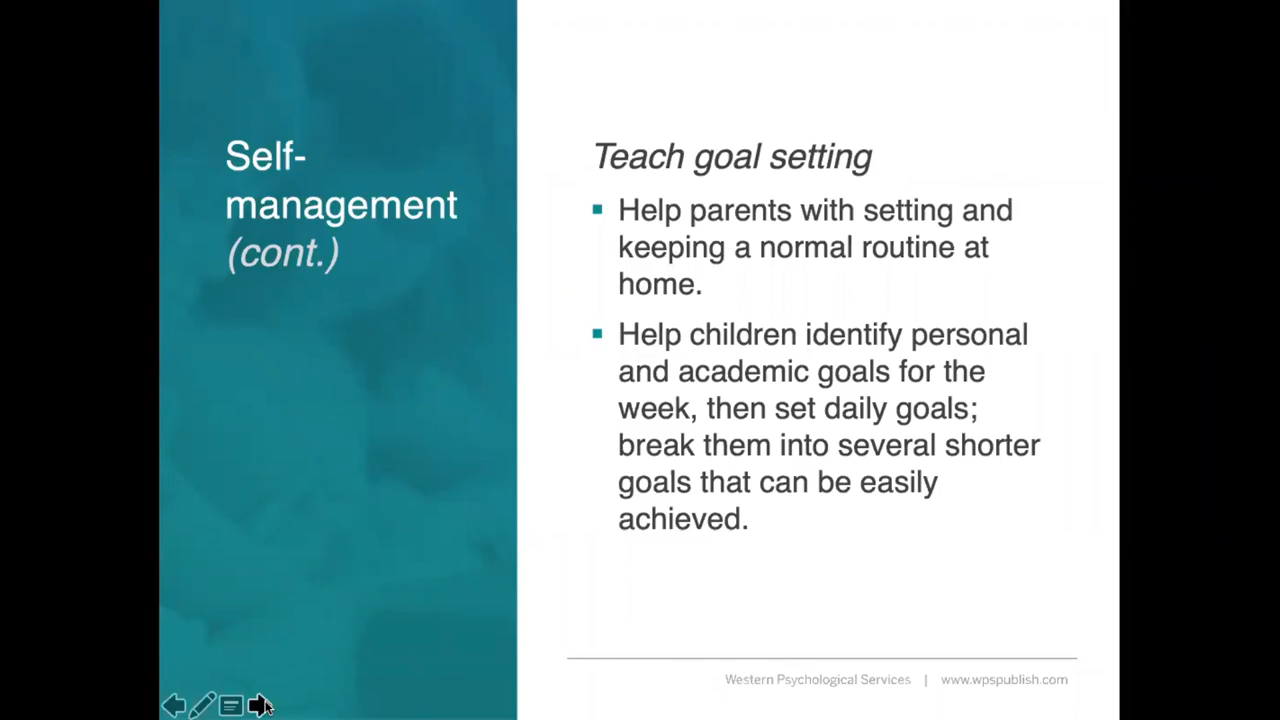 Self-
management
(cont.)
Teach goal setting
▪ Help parents with setting and
keeping a normal routine at
home.
▪ Help children identify personal
and academic goals for the
week, then set daily goals;
break them into several shorter
goals that can be easily
achieved.
Western Psychological Services | www.wpspublish.com